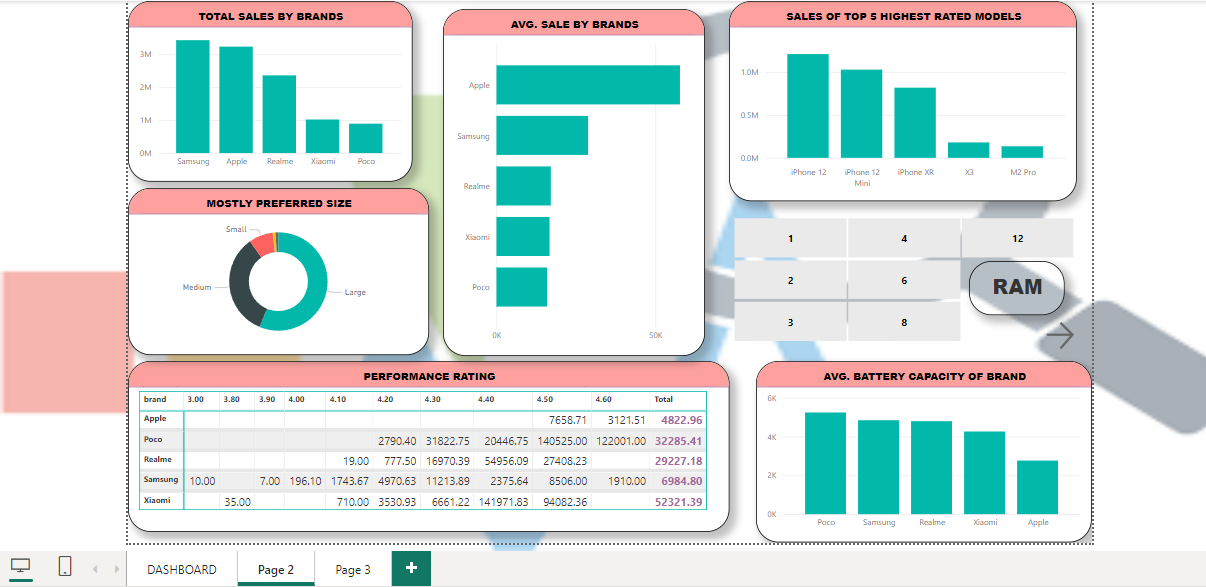 TOTAL SALES BY BRANDS
3M
2M
1M
0M
Samsung Apple Realme Xiaomi Poco
AVG. SALE BY BRANDS
Apple
Samsung
Realme
Xiaomi
Poco
0K 50K
SALES OF TOP 5 HIGHEST RATED MODELS
1.0M
0.5M
0.0M
iPhone 12 iPhone 12 Mini iPhone XR X3 M2 Pro
MOSTLY PREFERRED SIZE
Small
Medium
Large
1 4 12
2 6
3 8
RAM
PERFORMANCE RATING
brand 3.00 3.80 3.90 4.00 4.10 4.20 4.30 4.40 4.50 4.60 Total
Apple 7658.71 3121.51 4822.96
Poco 2790.40 31822.75 20446.75 140525.00 122001.00 32285.41
Realme 19.00 777.50 16970.39 54956.09 27408.23 29227.18
Samsung 10.00 7.00 196.10 1743.67 4970.63 11213.89 2375.64 8506.00 1910.00 6984.80
Xiaomi 35.00 710.00 3530.93 6661.22 141971.83 94082.36 52321.39
AVG. BATTERY CAPACITY OF BRAND
6K
4K
2K
0K
Poco Samsung Realme Xiaomi Apple
DASHBOARD Page 2 Page 3 +